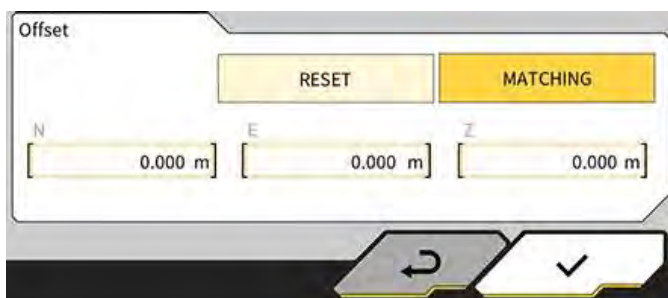 Offset
RESET
MATCHING
N
E
Z
0.000 m
0.000 m
0.000 m